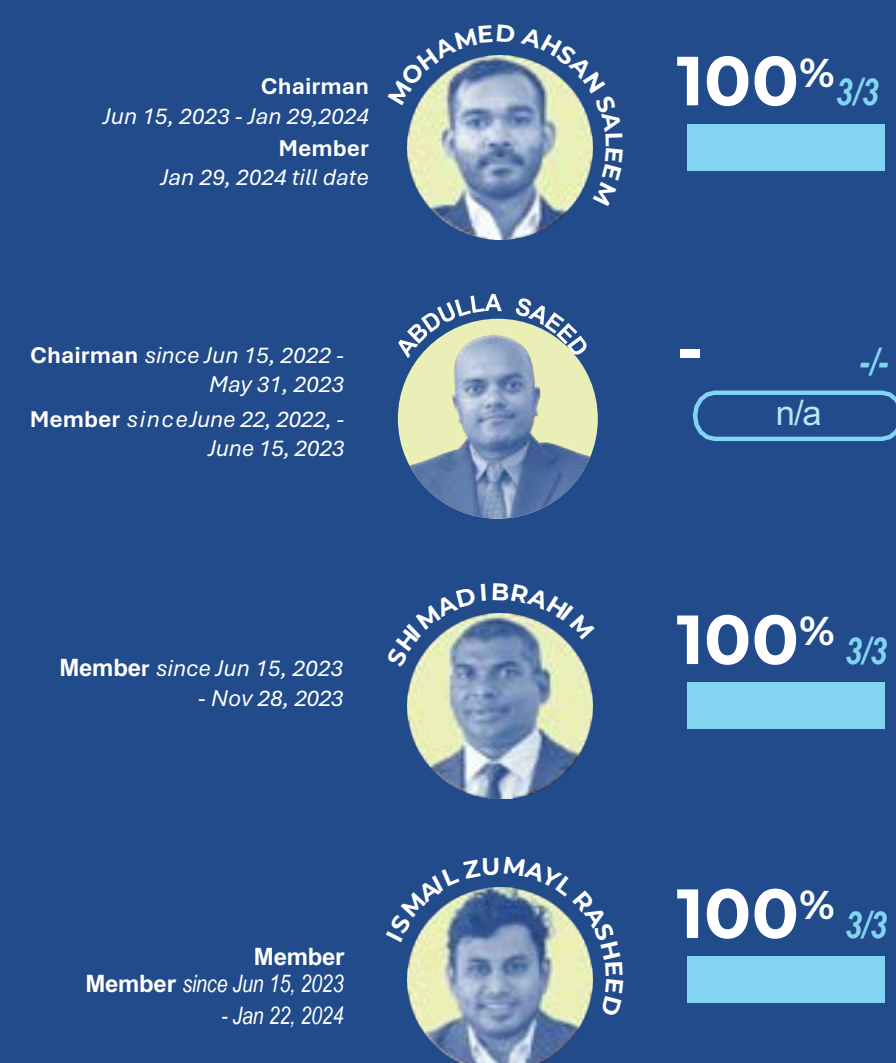 MOHAMED AHSAN SALEEM
Chairman
Jun 15, 2023 - Jan 29,2024
Member
Jan 29, 2024 till date
100% 3/3
ABDULLA SAEED
Chairman since Jun 15, 2022 -
May 31, 2023
Member sinceJune 22, 2022, -
June 15, 2023
- -/-
n/a
SHIMAD IBRAHIM
Member since Jun 15, 2023
- Nov 28, 2023
100% 3/3
ISMAIL ZUMAYL RASHEED
Member
Member since Jun 15, 2023
- Jan 22, 2024
100% 3/3